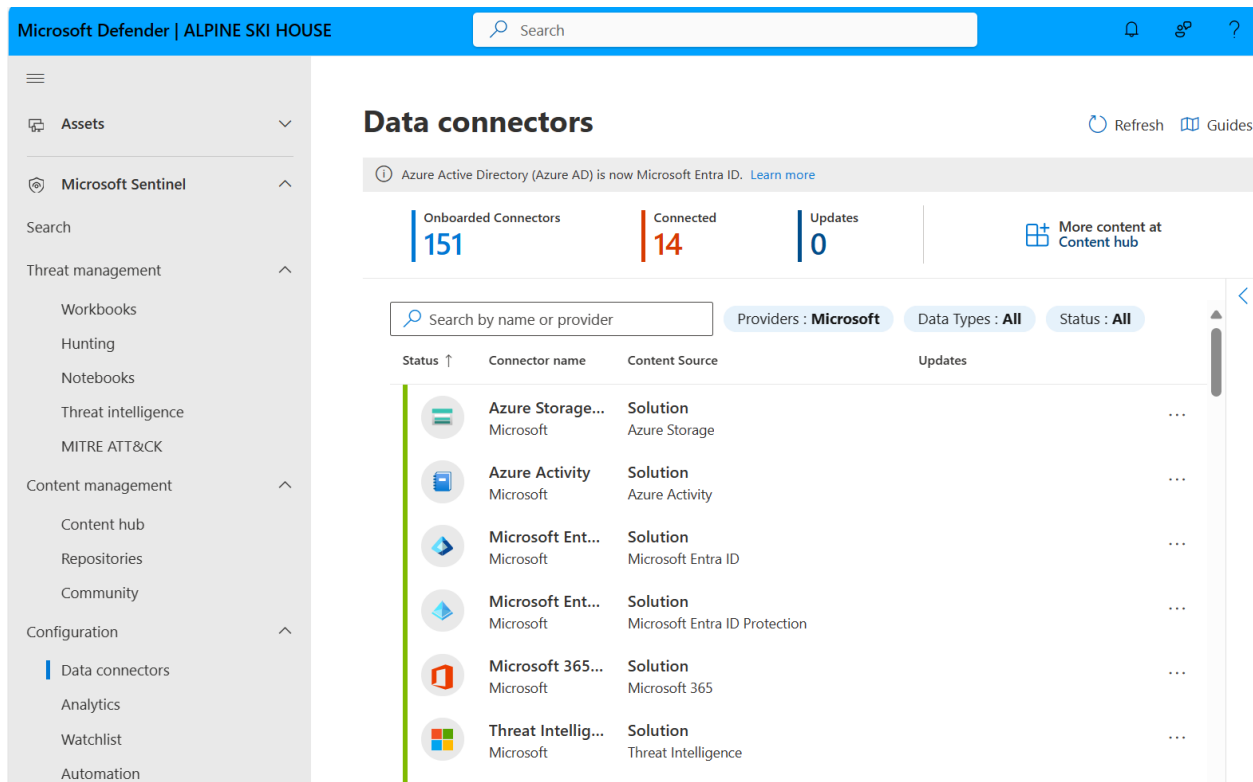 Microsoft Defender | ALPINE SKI HOUSE
Search
Assets
Microsoft Sentinel
Search
Threat management
Workbooks
Hunting
Notebooks
Threat intelligence
MITRE ATT&CK
Content management
Content hub
Repositories
Community
Configuration
Data connectors
Analytics
Watchlist
Automation
Data connectors
Refresh Guides
Azure Active Directory (Azure AD) is now Microsoft Entra ID. Learn more
Onboarded Connectors
151
Connected
14
Updates
0
More content at
Content hub
Search by name or provider
Providers : Microsoft
Data Types : All
Status : All
Status ↑ Connector name Content Source Updates
Azure Storage... Solution ...
Microsoft Azure Storage
Azure Activity Solution ...
Microsoft Azure Activity
Microsoft Ent... Solution ...
Microsoft Microsoft Entra ID
Microsoft Ent... Solution ...
Microsoft Microsoft Entra ID Protection
Microsoft 365... Solution ...
Microsoft Microsoft 365
Threat Intellig... Solution ...
Microsoft Threat Intelligence